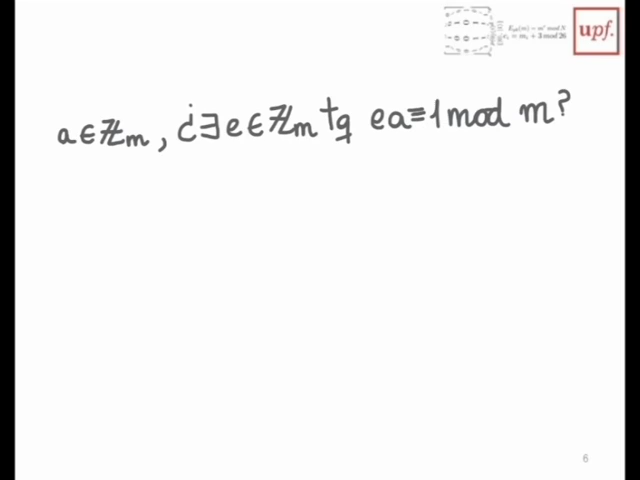 upf.
a ∈ ℤm, ¿∃ e ∈ ℤm tq ea ≡ 1 mod m?
6